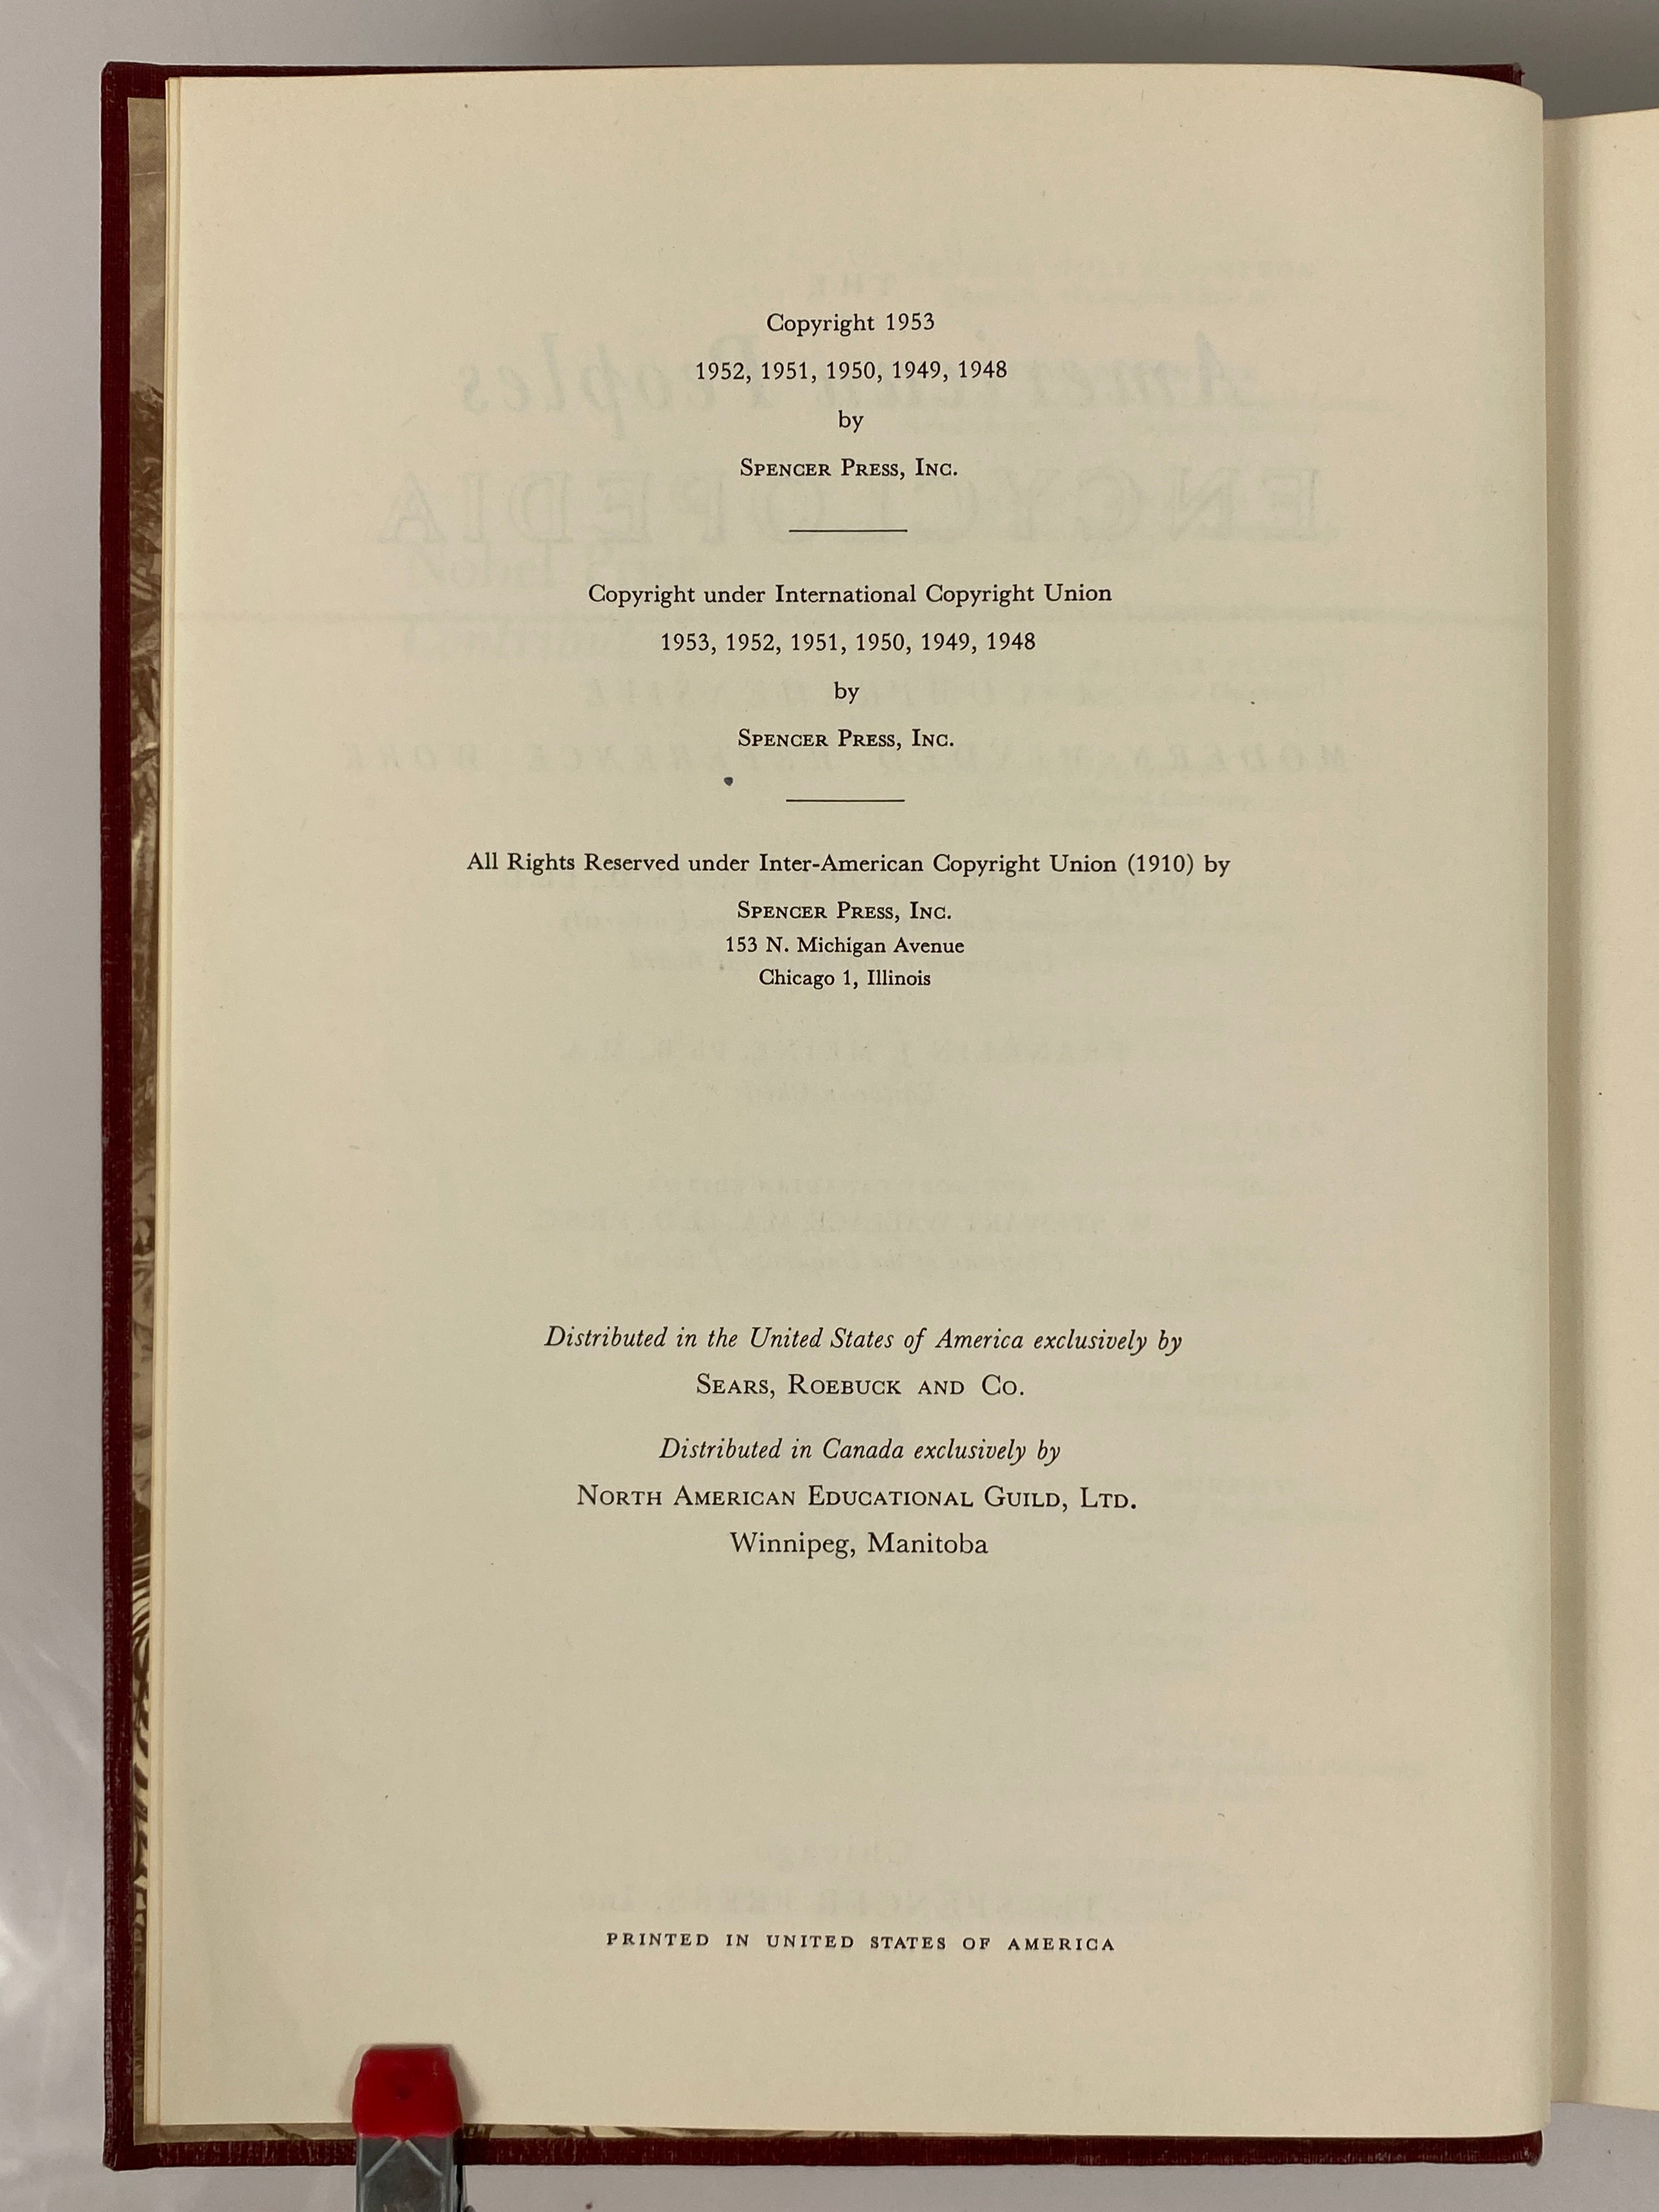 Copyright 1953
1952, 1951, 1950, 1949, 1948
by
SPENCER PRESS, INC.
Copyright under International Copyright Union
1953, 1952, 1951, 1950, 1949, 1948
by
SPENCER PRESS, INC.
All Rights Reserved under Inter-American Copyright Union (1910) by
SPENCER PRESS, INC.
153 N. Michigan Avenue
Chicago 1, Illinois
Distributed in the United States of America exclusively by
SEARS, ROEBUCK AND CO.
Distributed in Canada exclusively by
NORTH AMERICAN EDUCATIONAL GUILD, LTD.
Winnipeg, Manitoba
PRINTED IN UNITED STATES OF AMERICA